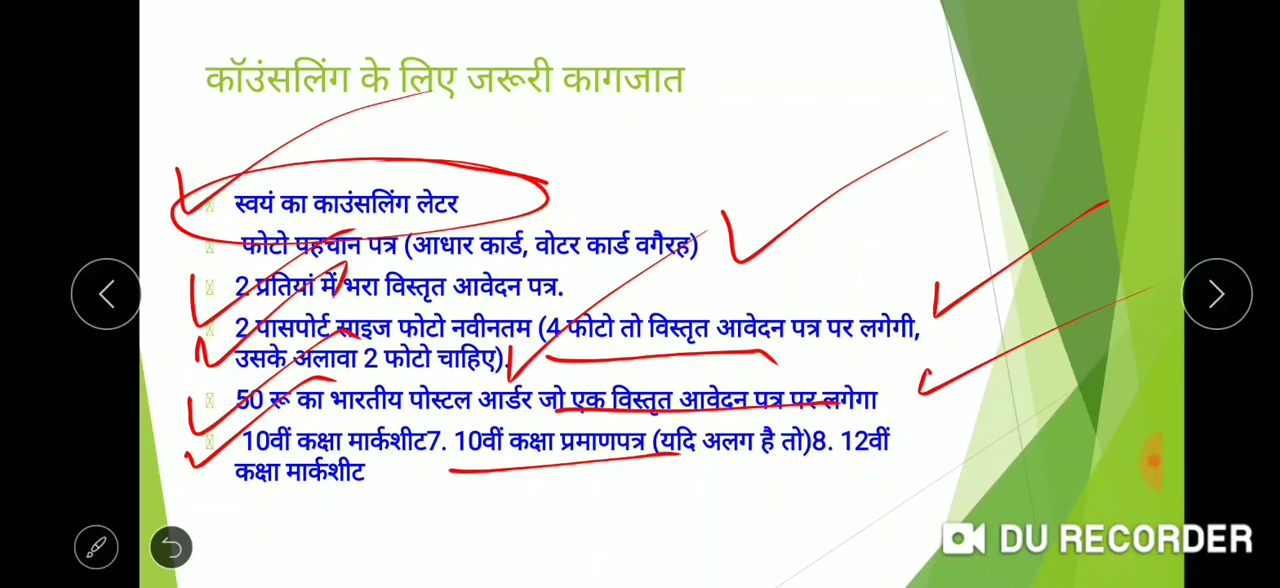 कॉउंसलिंग के लिए जरूरी कागजात
स्वयं का काउंसलिंग लेटर
फोटो पहचान पत्र (आधार कार्ड, वोटर कार्ड वगैरह)
2 प्रतियां में भरा विस्तृत आवेदन पत्र.
2 पासपोर्ट साइज फोटो नवीनतम (4 फोटो तो विस्तृत आवेदन पत्र पर लगेगी,
उसके अलावा 2 फोटो चाहिए).
50 रू का भारतीय पोस्टल आर्डर जो एक विस्तृत आवेदन पत्र पर लगेगा
10वीं कक्षा मार्कशीट7. 10वीं कक्षा प्रमाणपत्र (यदि अलग है तो)8. 12वीं
कक्षा मार्कशीट
DU RECORDER